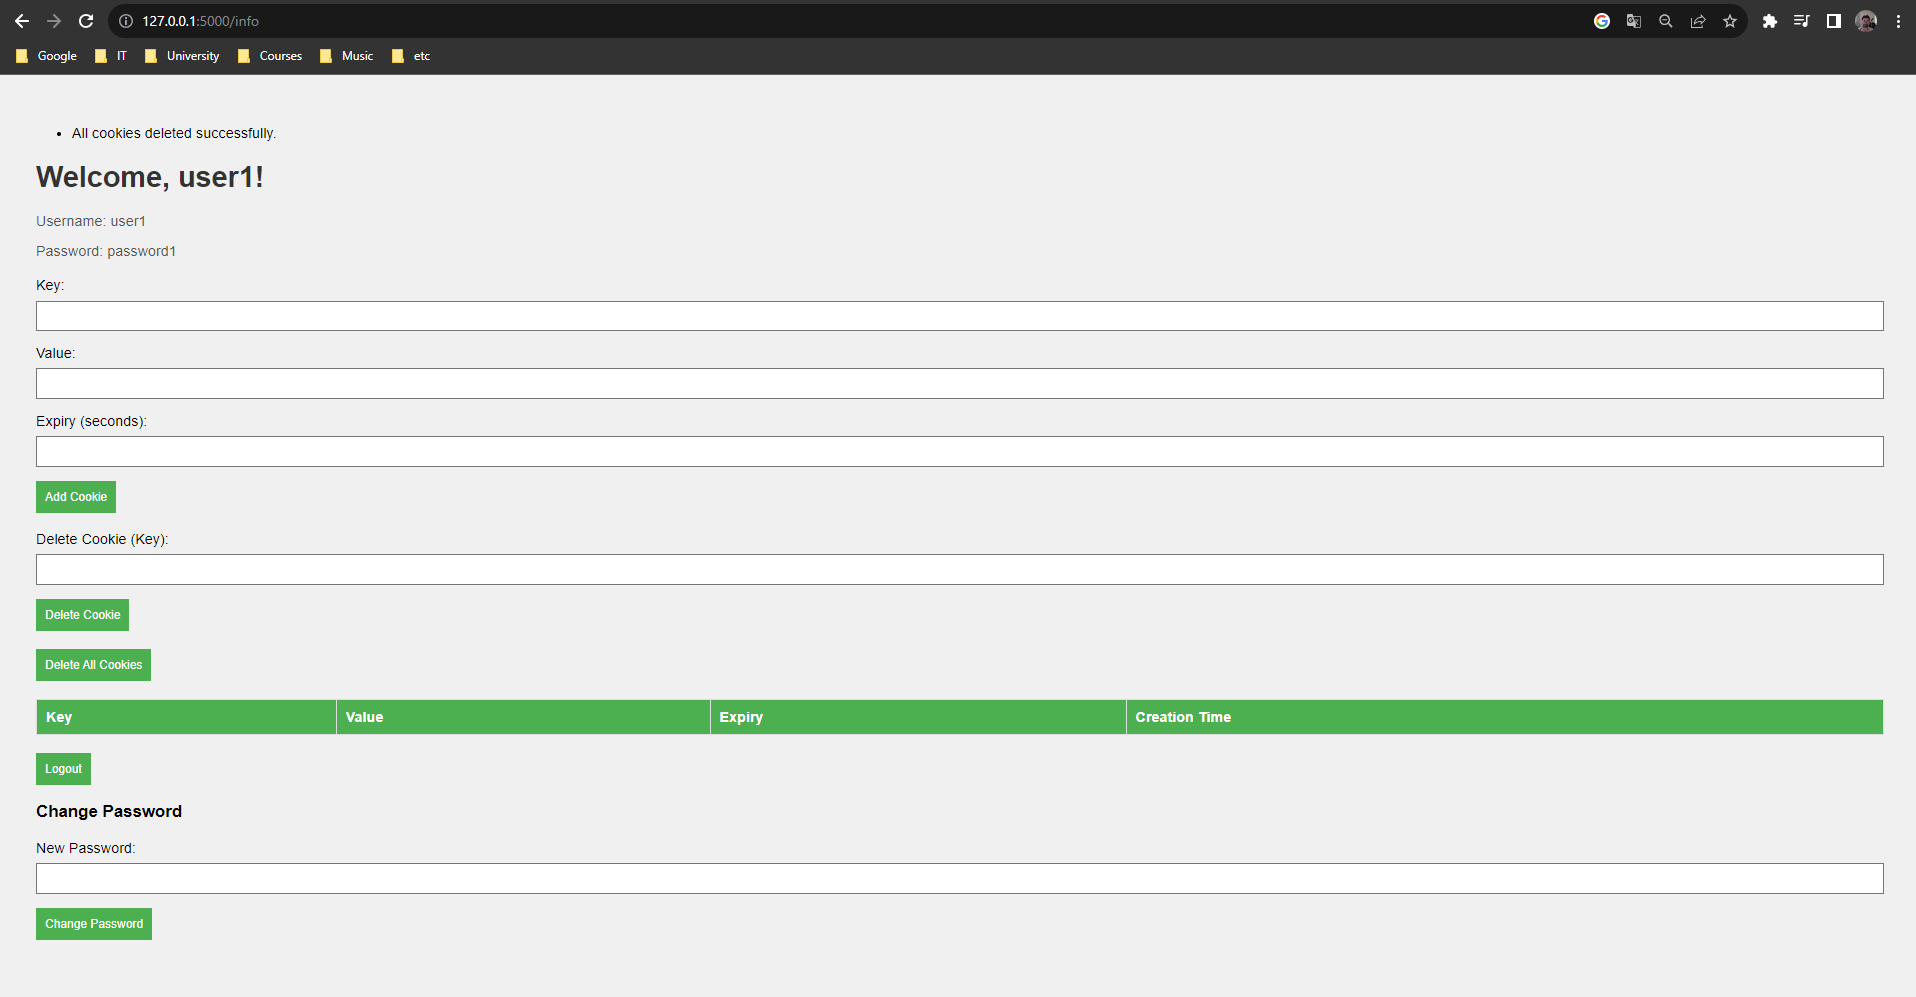 127.0.0.1:5000/info
Google IT University Courses Music etc
All cookies deleted successfully.
Welcome, user1!
Username: user1
Password: password1
Key:
Value:
Expiry (seconds):
Add Cookie
Delete Cookie (Key):
Delete Cookie
Delete All Cookies
Key Value Expiry Creation Time
Logout
Change Password
New Password:
Change Password